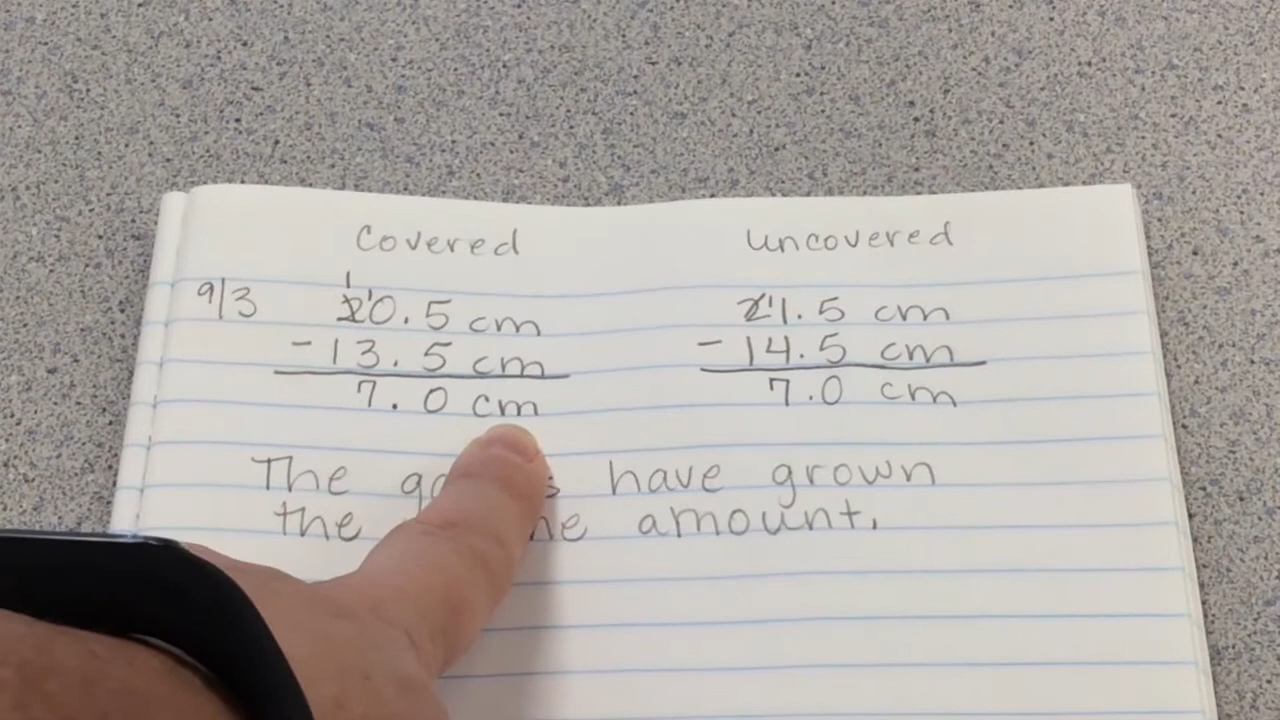 Covered uncovered
9/3 20.5 cm 21.5 cm
- 13.5 cm - 14.5 cm
7.0 cm 7.0 cm
The have grown
the amount.